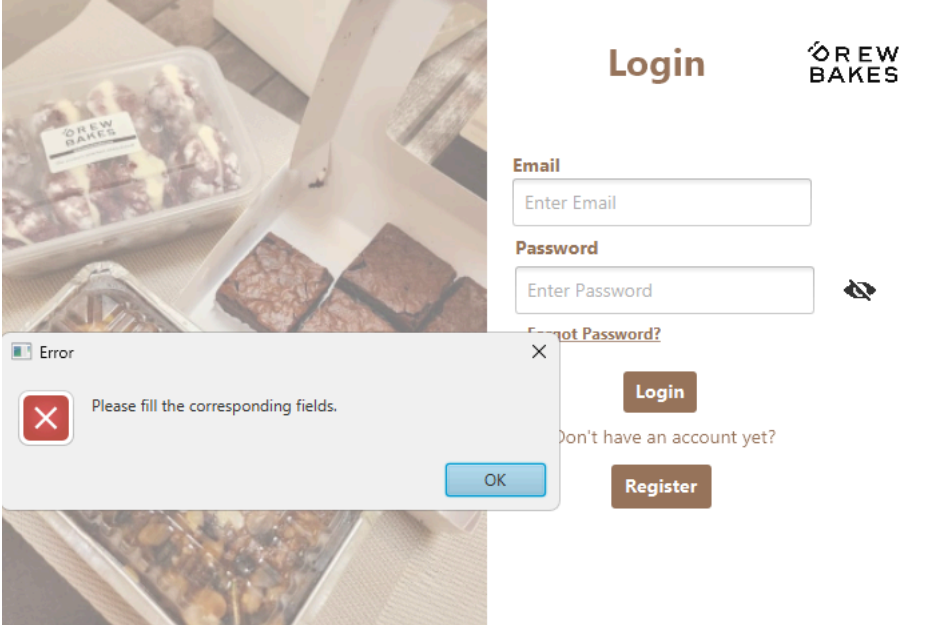 Login
DREW
BAKES
DREW
BAKES
Email
Enter Email
Password
Enter Password
Forgot Password?
Error
Please fill the corresponding fields.
OK
Login
Don't have an account yet?
Register